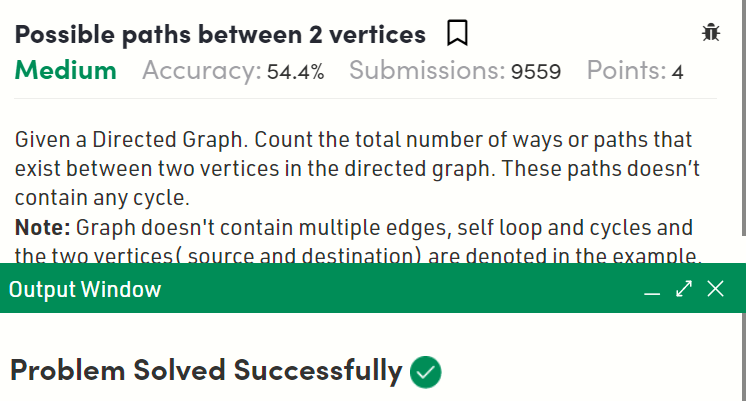 Possible paths between 2 vertices
Medium Accuracy: 54.4% Submissions: 9559 Points: 4
Given a Directed Graph. Count the total number of ways or paths that
exist between two vertices in the directed graph. These paths doesn’t
contain any cycle.
Note: Graph doesn't contain multiple edges, self loop and cycles and
the two vertices( source and destination) are denoted in the example.
Output Window
Problem Solved Successfully